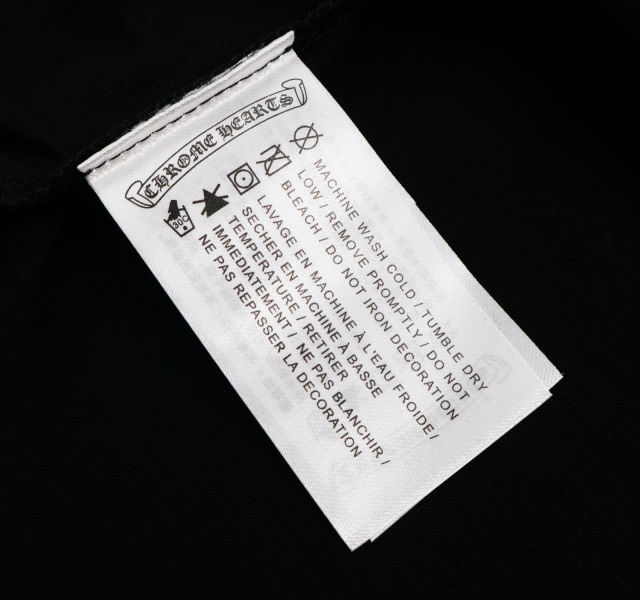 CHROME HEARTS
30C
MACHINE WASH COLD / TUMBLE DRY
LOW / REMOVE PROMPTLY / DO NOT
BLEACH / DO NOT IRON DECORATION
LAVAGE EN MACHINE À L'EAU FROIDE /
SECHER EN MACHINE À BASSE
TEMPERATURE / RETIRER
IMMEDIATEMENT / NE PAS BLANCHIR /
NE PAS REPASSER LA DECORATION